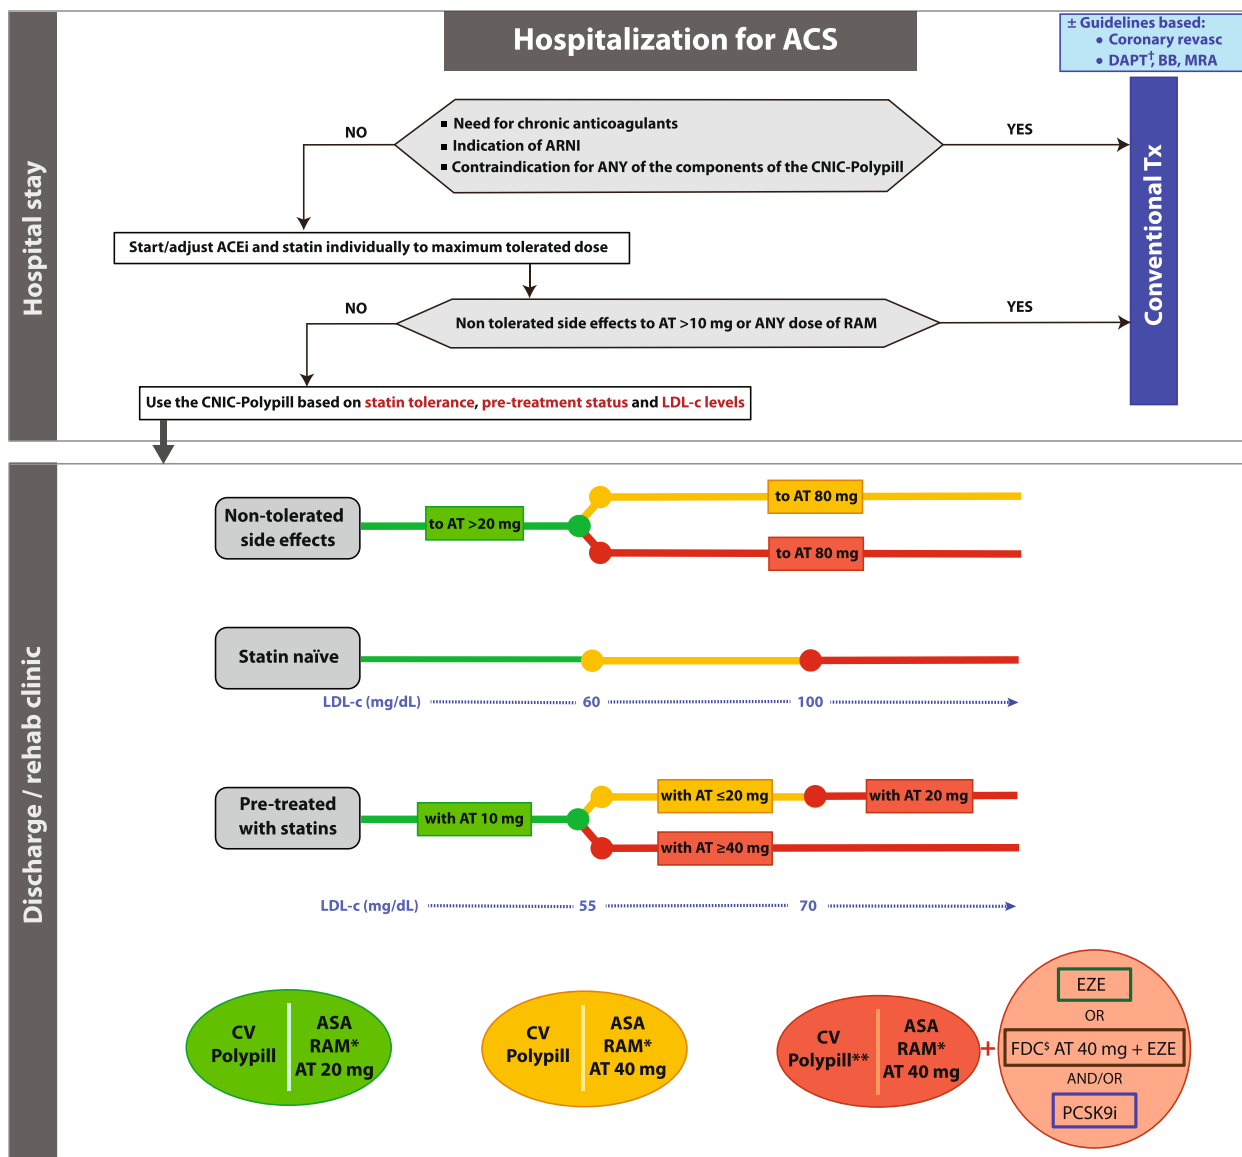 Hospitalization for ACS
± Guidelines based:
• Coronary revasc
• DAPT†, BB, MRA
Hospital stay
▪ Need for chronic anticoagulants
▪ Indication of ARNI
▪ Contraindication for ANY of the components of the CNIC-Polypill
NO
YES
Conventional Tx
Start/adjust ACEi and statin individually to maximum tolerated dose
NO
Non tolerated side effects to AT >10 mg or ANY dose of RAM
YES
Use the CNIC-Polypill based on statin tolerance, pre-treatment status and LDL-c levels
Discharge / rehab clinic
Non-tolerated
side effects
to AT >20 mg
to AT 80 mg
to AT 80 mg
Statin naïve
LDL-c (mg/dL)
60
100
Pre-treated
with statins
with AT 10 mg
with AT ≤20 mg
with AT 20 mg
with AT ≥40 mg
LDL-c (mg/dL)
55
70
CV
Polypill
ASA
RAM*
AT 20 mg
CV
Polypill
ASA
RAM*
AT 40 mg
CV
Polypill**
ASA
RAM*
AT 40 mg
+
EZE
OR
FDC$ AT 40 mg + EZE
AND/OR
PCSK9i